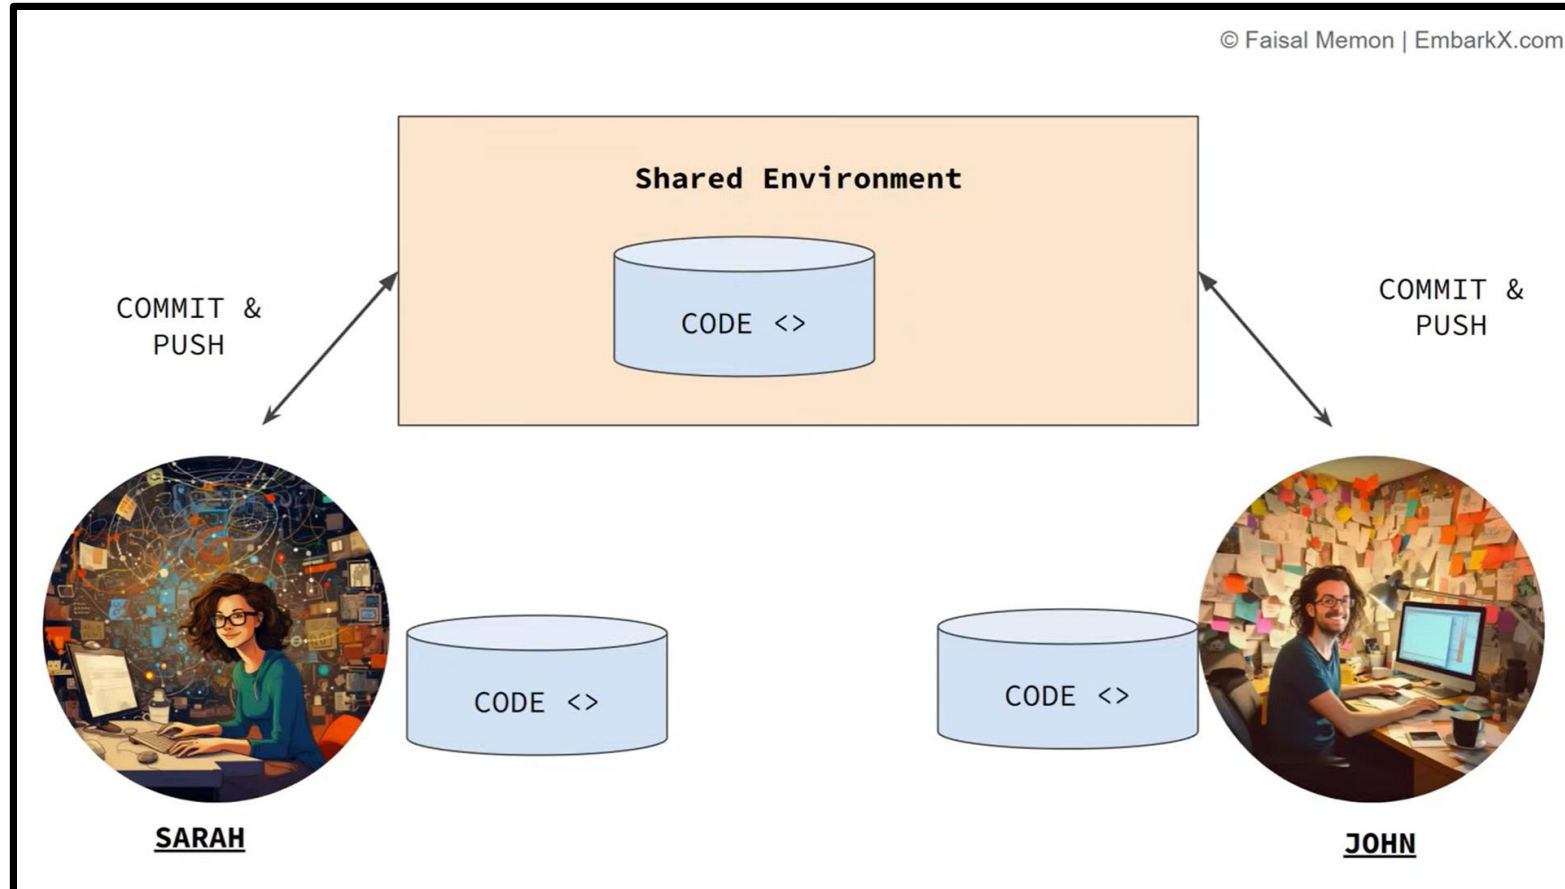 © Faisal Memon | EmbarkX.com
Shared Environment
CODE <>
COMMIT &
PUSH
COMMIT &
PUSH
CODE <>
CODE <>
SARAH
JOHN